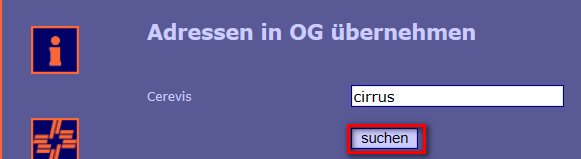 Adressen in OG übernehmen
Cerevis cirrus
suchen